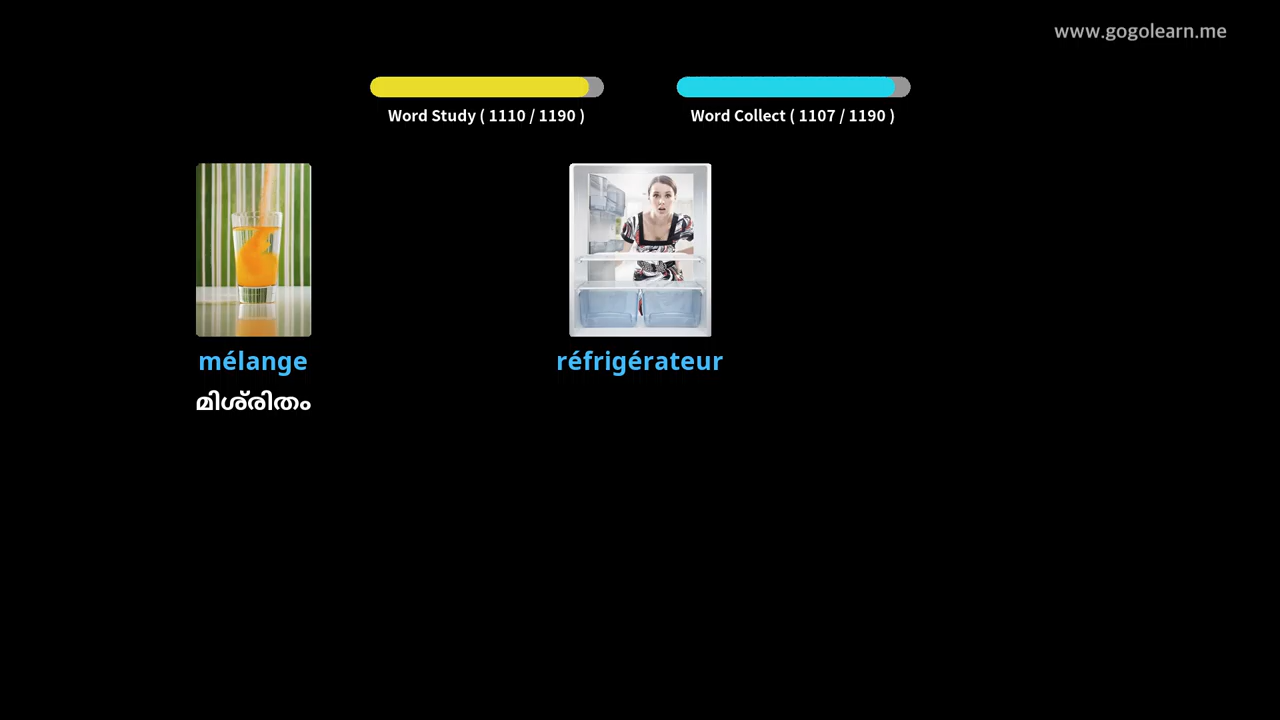 www.gogolearn.me
Word Study ( 1110 / 1190 )
Word Collect ( 1107 / 1190 )
mélange
réfrigérateur
മിശ്രിതം